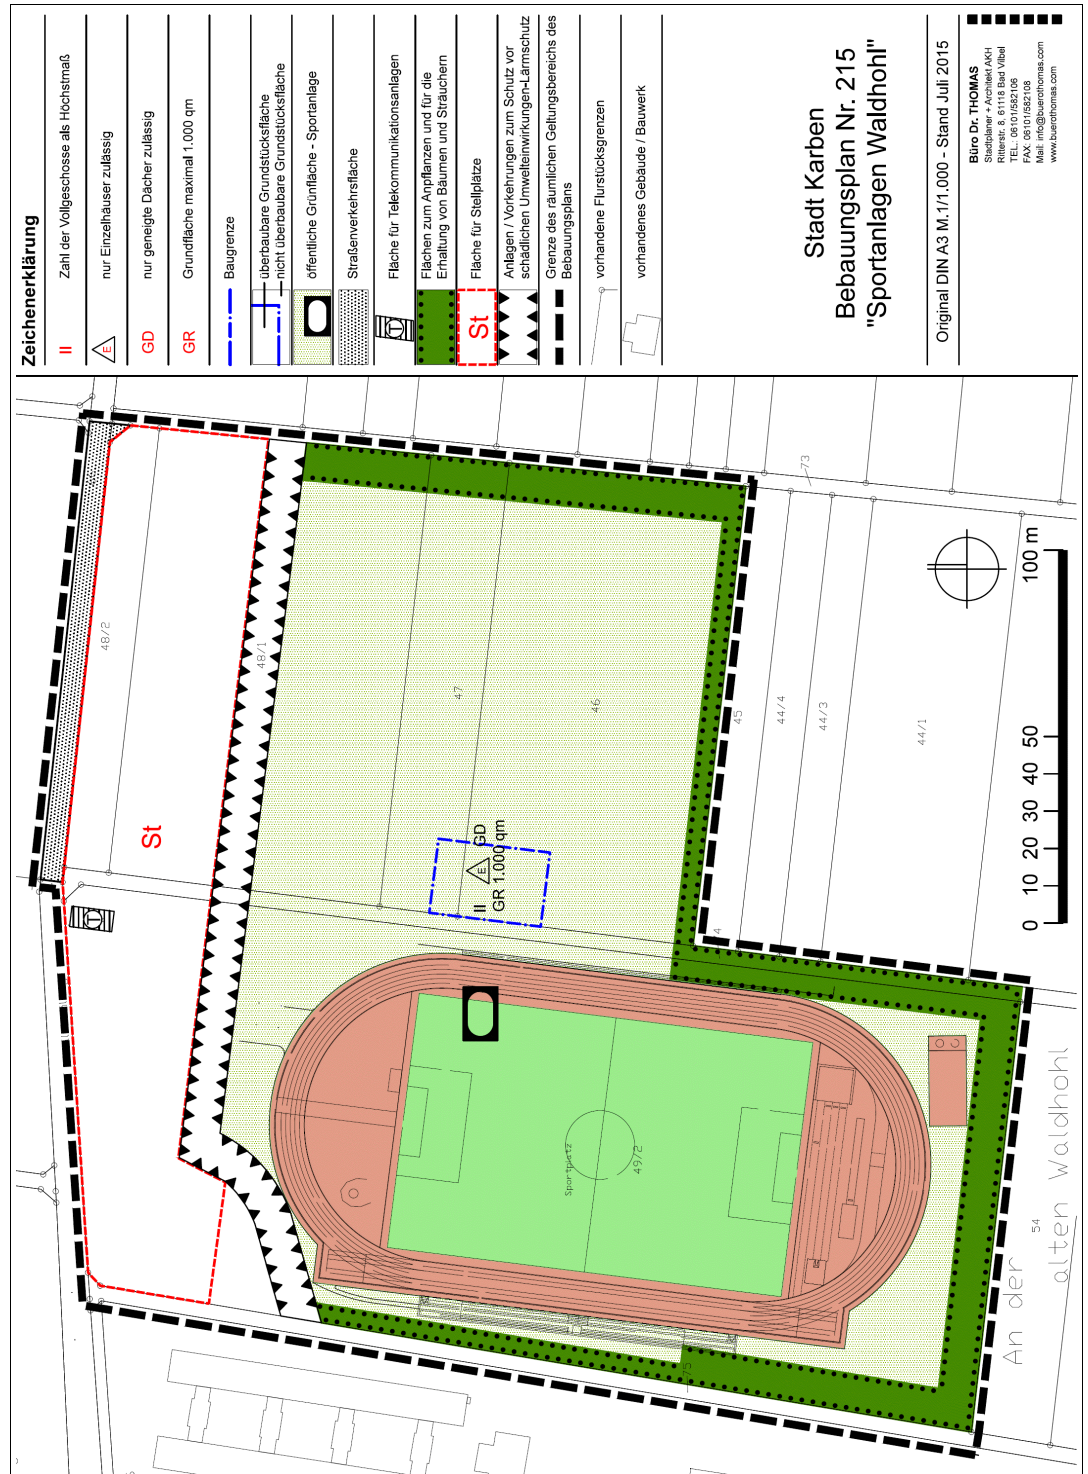 Zeichenerklärung
II
Zahl der Vollgeschosse als Höchstmaß
E
nur Einzelhäuser zulässig
GD
nur geneigte Dächer zulässig
GR
Grundfläche maximal 1.000 qm
Baugrenze
überbaubare Grundstücksfläche
nicht überbaubare Grundstücksfläche
öffentliche Grünfläche - Sportanlage
Straßenverkehrsfläche
Fläche für Telekommunikationsanlagen
Flächen zum Anpflanzen und für die
Erhaltung von Bäumen und Sträuchern
St
Fläche für Stellplätze
Anlagen / Vorkehrungen zum Schutz vor
schädlichen Umwelteinwirkungen-Lärmschutz
Grenze des räumlichen Geltungsbereichs des
Bebauungsplans
vorhandene Flurstücksgrenzen
vorhandenes Gebäude / Bauwerk
Stadt Karben
Bebauungsplan Nr. 215
"Sportanlagen Waldhohl"
Original DIN A3 M.1/1.000 - Stand Juli 2015
Büro Dr. THOMAS
Stadtplaner + Architekt AKH
Ritterstr. 8, 61118 Bad Vilbel
TEL.: 06101/582106
FAX: 06101/582108
Mail: info@buerothomas.com
www.buerothomas.com
48/2
48/1
St
47
46
45
44/4
44/3
44/1
73
II E GD
GR 1.000 qm
4
Sportplatz
49/2
75
54
An der
alten Waldhohl
0 10 20 30 40 50 100 m